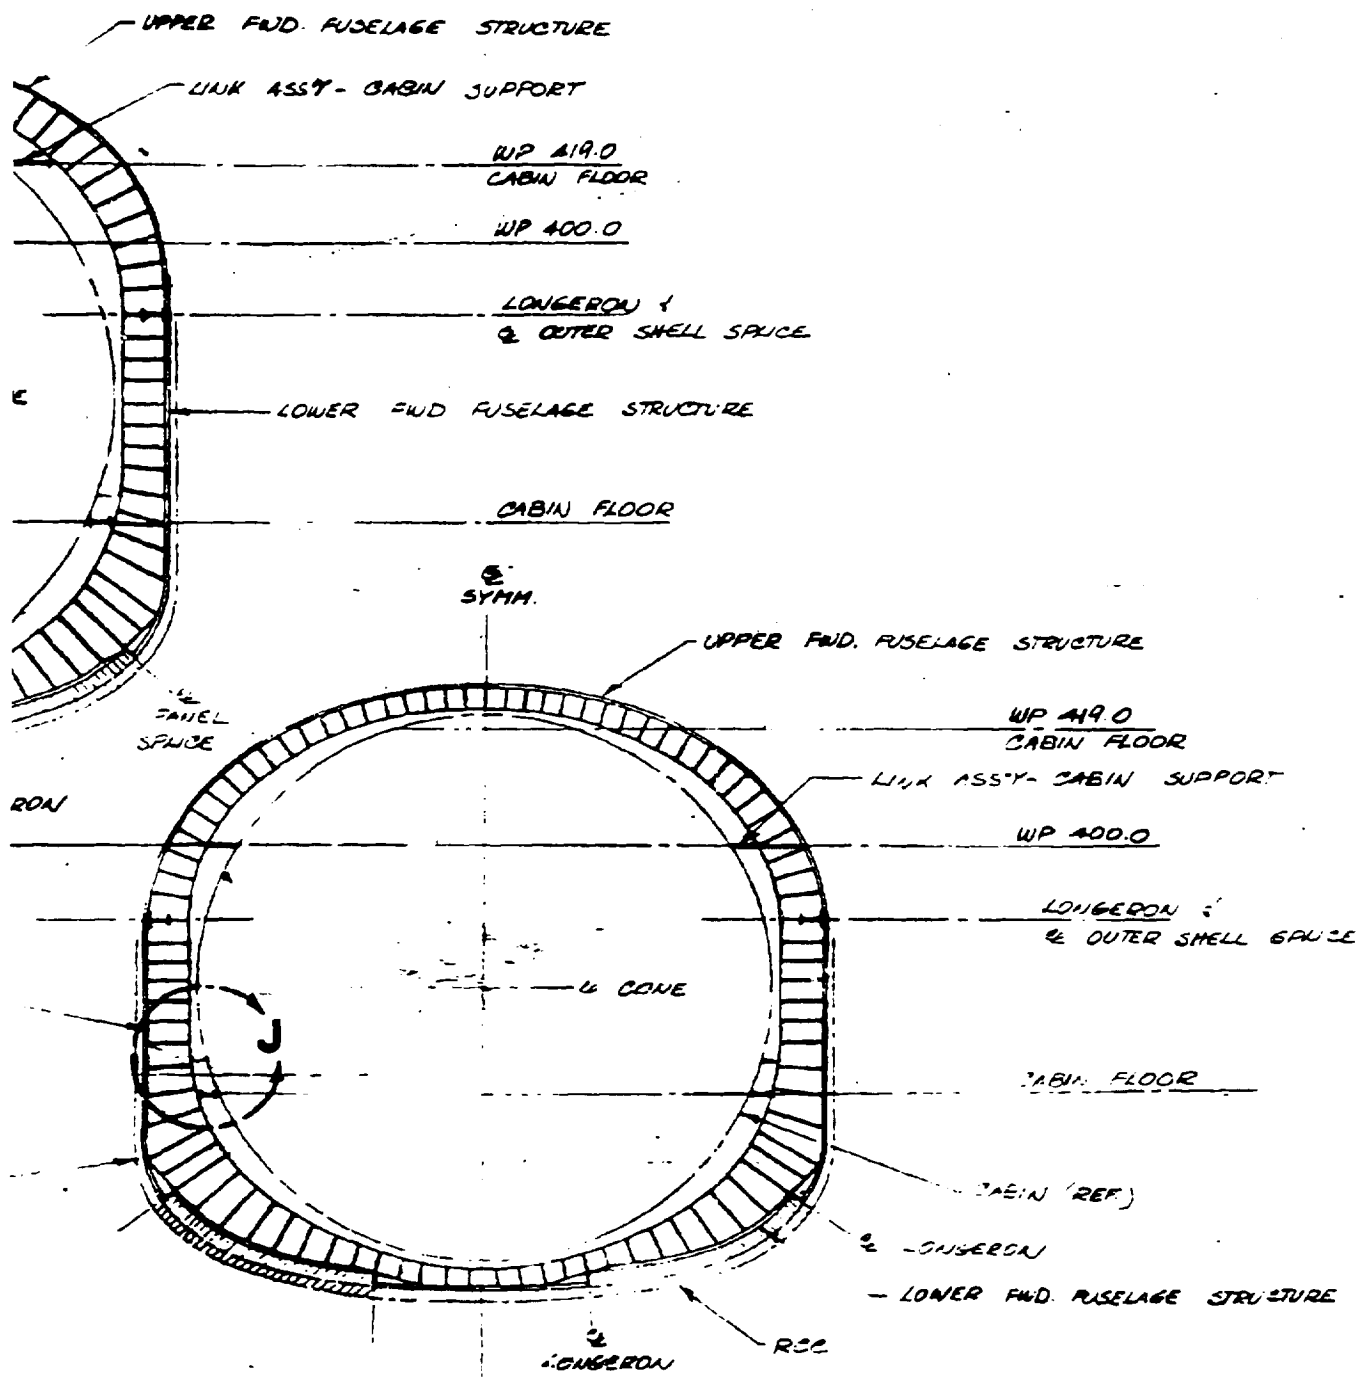 UPPER FWD. FUSELAGE STRUCTURE
LINK ASS'Y - CABIN SUPPORT
WP 419.0
CABIN FLOOR
WP 400.0
LONGERON &
℄ OUTER SHELL SPLICE
E
LOWER FWD FUSELAGE STRUCTURE
CABIN FLOOR
℄
SYMM.
UPPER FWD. FUSELAGE STRUCTURE
℄
PANEL
SPLICE
WP 419.0
CABIN FLOOR
LINK ASS'Y - CABIN SUPPORT
RON
WP 400.0
LONGERON &
℄ OUTER SHELL SPLICE
℄ CONE
J
CABIN FLOOR
CABIN (REF.)
℄ LONGERON
LOWER FWD. FUSELAGE STRUCTURE
℄
LONGERON
RCC